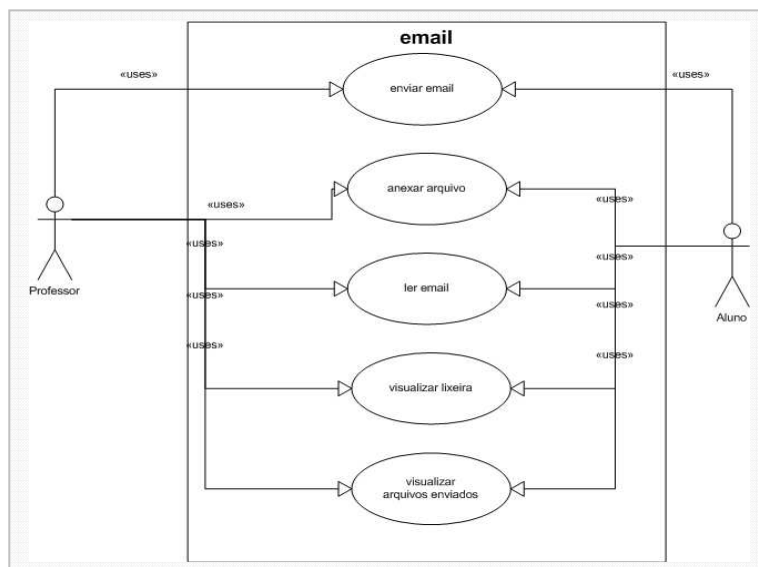 email
«uses»
«uses»
enviar email
anexar arquivo
«uses»
«uses»
«uses»
«uses»
ler email
«uses»
Professor
«uses»
«uses»
Aluno
«uses»
«uses»
visualizar lixeira
visualizar
arquivos enviados